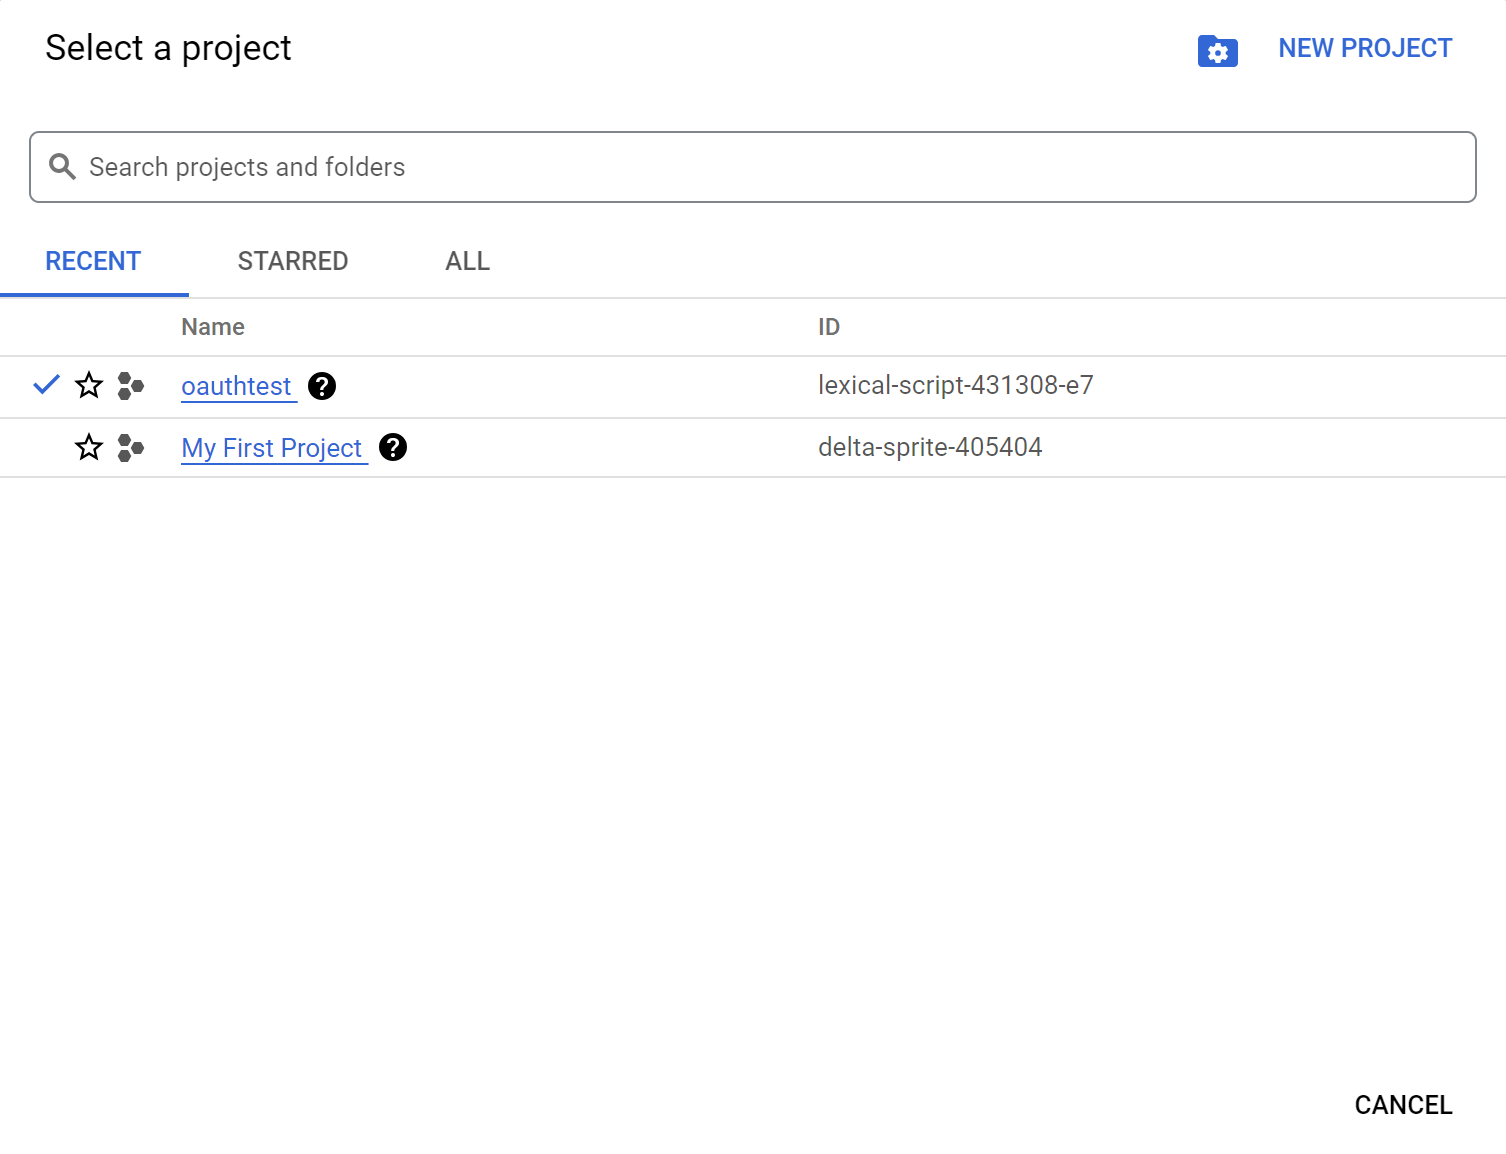 Select a project
NEW PROJECT
Search projects and folders
RECENT STARRED ALL
Name ID
oauthtest ? lexical-script-431308-e7
My First Project ? delta-sprite-405404
CANCEL